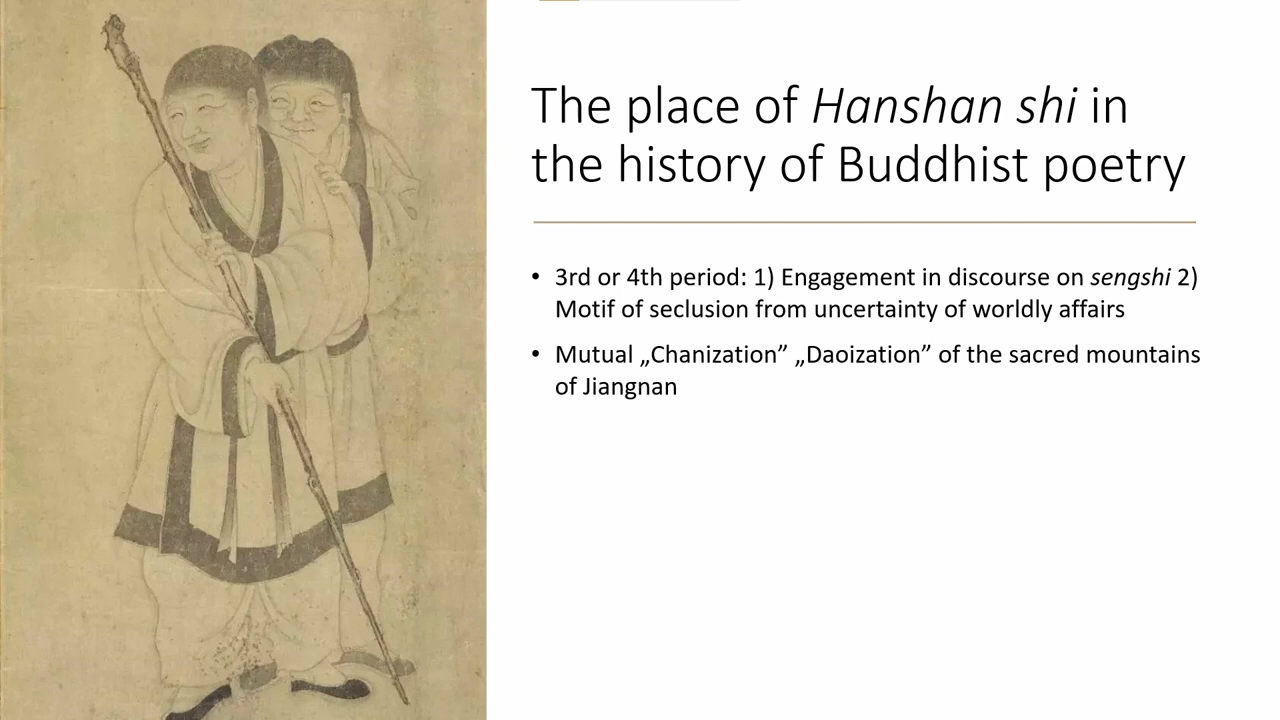 The place of Hanshan shi in
the history of Buddhist poetry
• 3rd or 4th period: 1) Engagement in discourse on sengshi 2)
Motif of seclusion from uncertainty of worldly affairs
• Mutual „Chanization” „Daoization” of the sacred mountains
of Jiangnan